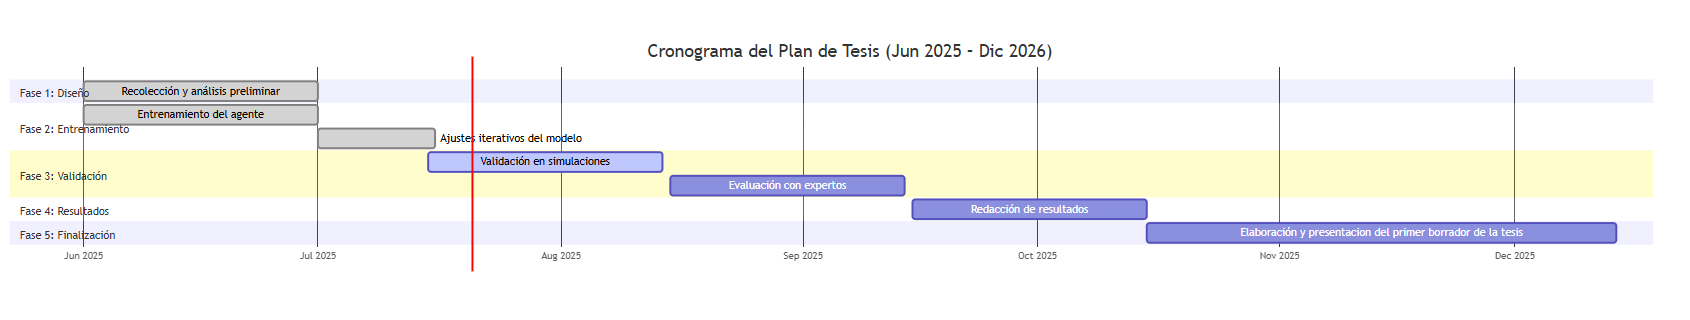 Cronograma del Plan de Tesis (Jun 2025 - Dic 2026)
Fase 1: Diseño
Recolección y análisis preliminar
Fase 2: Entrenamiento
Entrenamiento del agente
Ajustes iterativos del modelo
Fase 3: Validación
Validación en simulaciones
Evaluación con expertos
Fase 4: Resultados
Redacción de resultados
Fase 5: Finalización
Elaboración y presentacion del primer borrador de la tesis
Jun 2025
Jul 2025
Aug 2025
Sep 2025
Oct 2025
Nov 2025
Dec 2025